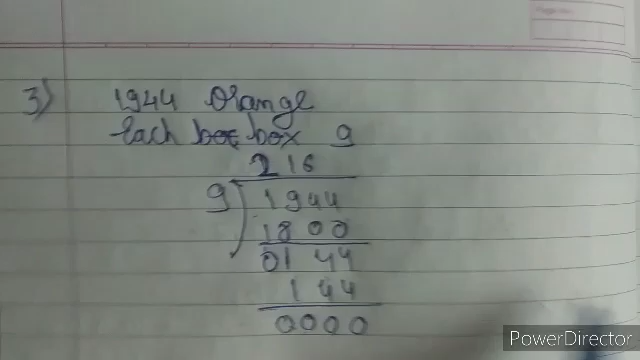 3) 1944 Orange
Each box box 9
216
9) 1944
1800
0144
144
0000
PowerDirector